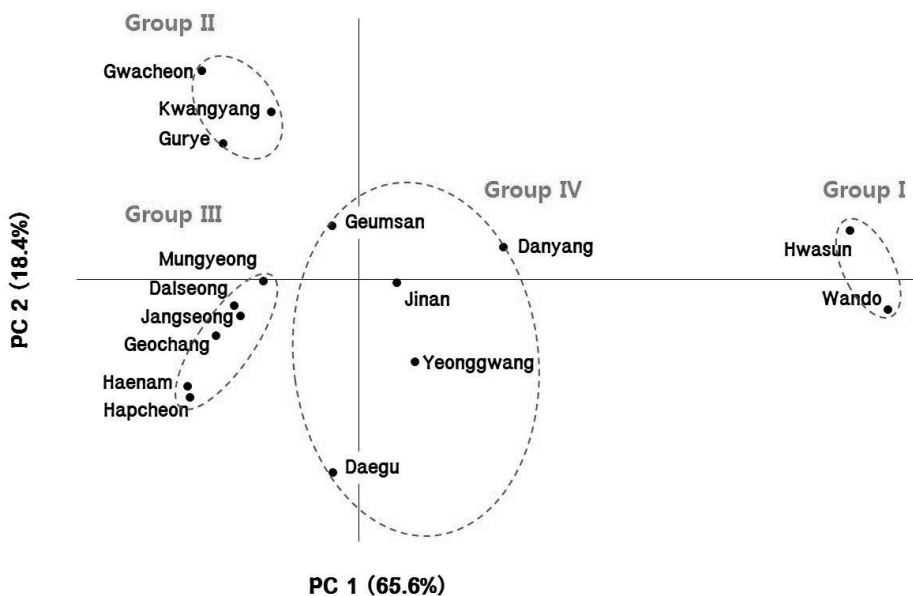 Group II
Gwacheon
Kwangyang
Gurye
Group IV
Group I
Group III
Geumsan
Danyang
Hwasun
Mungyeong
Dalseong
Jinan
Wando
Jangseong
Geochang
Yeonggwang
Haenam
Hapcheon
Daegu
PC 2 (18.4%)
PC 1 (65.6%)